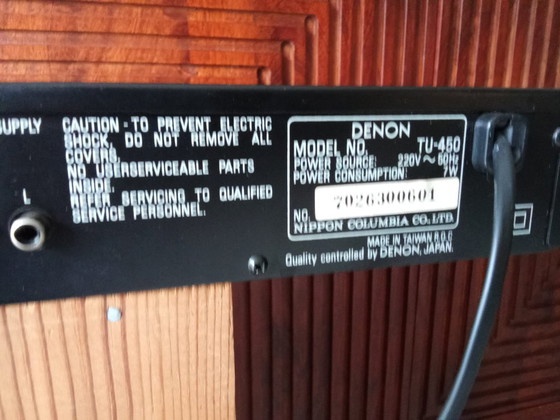 SUPPLY
CAUTION - TO PREVENT ELECTRIC
SHOCK, DO NOT REMOVE ALL
COVERS.
NO USERSERVICEABLE PARTS
INSIDE.
REFER SERVICING TO QUALIFIED
SERVICE PERSONNEL.
L
DENON
MODEL NO. TU-450
POWER SOURCE: 220V ~ 50Hz
POWER CONSUMPTION: 7W
NO. 7026300601
NIPPON COLUMBIA CO., LTD.
MADE IN TAIWAN R.O.C
Quality controlled by DENON, JAPAN.